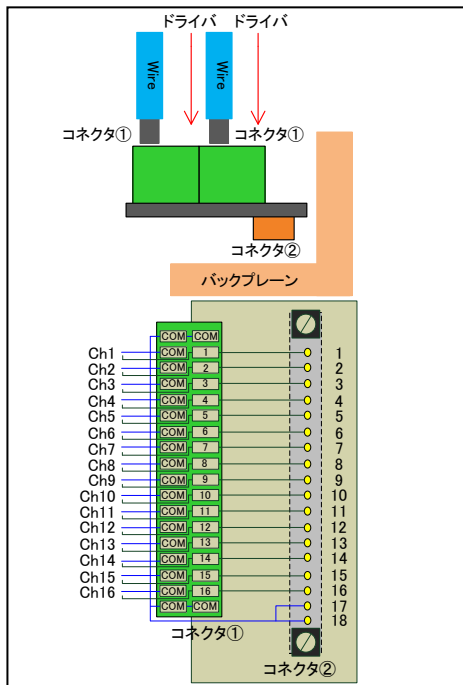 ドライバ ドライバ
Wire Wire
コネクタ① コネクタ①
コネクタ②
バックプレーン
COM COM
Ch1 COM 1 1
Ch2 COM 2 2
Ch3 COM 3 3
Ch4 COM 4 4
Ch5 COM 5 5
Ch6 COM 6 6
Ch7 COM 7 7
Ch8 COM 8 8
Ch9 COM 9 9
Ch10 COM 10 10
Ch11 COM 11 11
Ch12 COM 12 12
Ch13 COM 13 13
Ch14 COM 14 14
Ch15 COM 15 15
Ch16 COM 16 16
COM COM 17
18
コネクタ①
コネクタ②